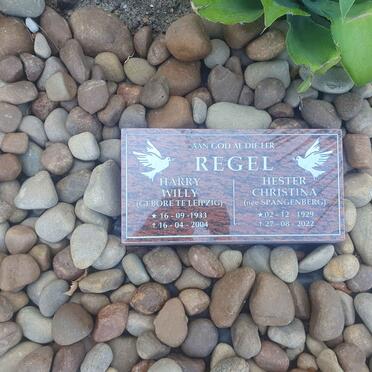 AAN GOD AL DIE EER
REGEL
HARRY
WILLY
(GEBORE TE LEIPZIG)
★ 16 - 09 - 1933
✝ 16 - 04 - 2004
HESTER
CHRISTINA
(neé SPANGENBERG)
★ 02 - 12 - 1929
✝ 27 - 08 - 2022